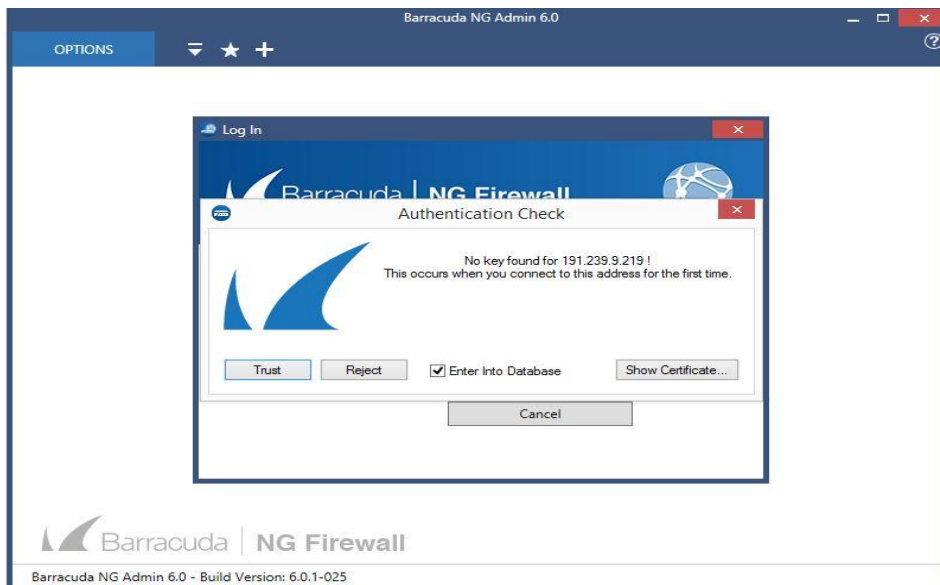 Barracuda NG Admin 6.0
OPTIONS
Log In
Barracuda NG Firewall
Authentication Check
No key found for 191.239.9.219 !
This occurs when you connect to this address for the first time.
Trust Reject Enter Into Database Show Certificate...
Cancel
Barracuda NG Firewall
Barracuda NG Admin 6.0 - Build Version: 6.0.1-025